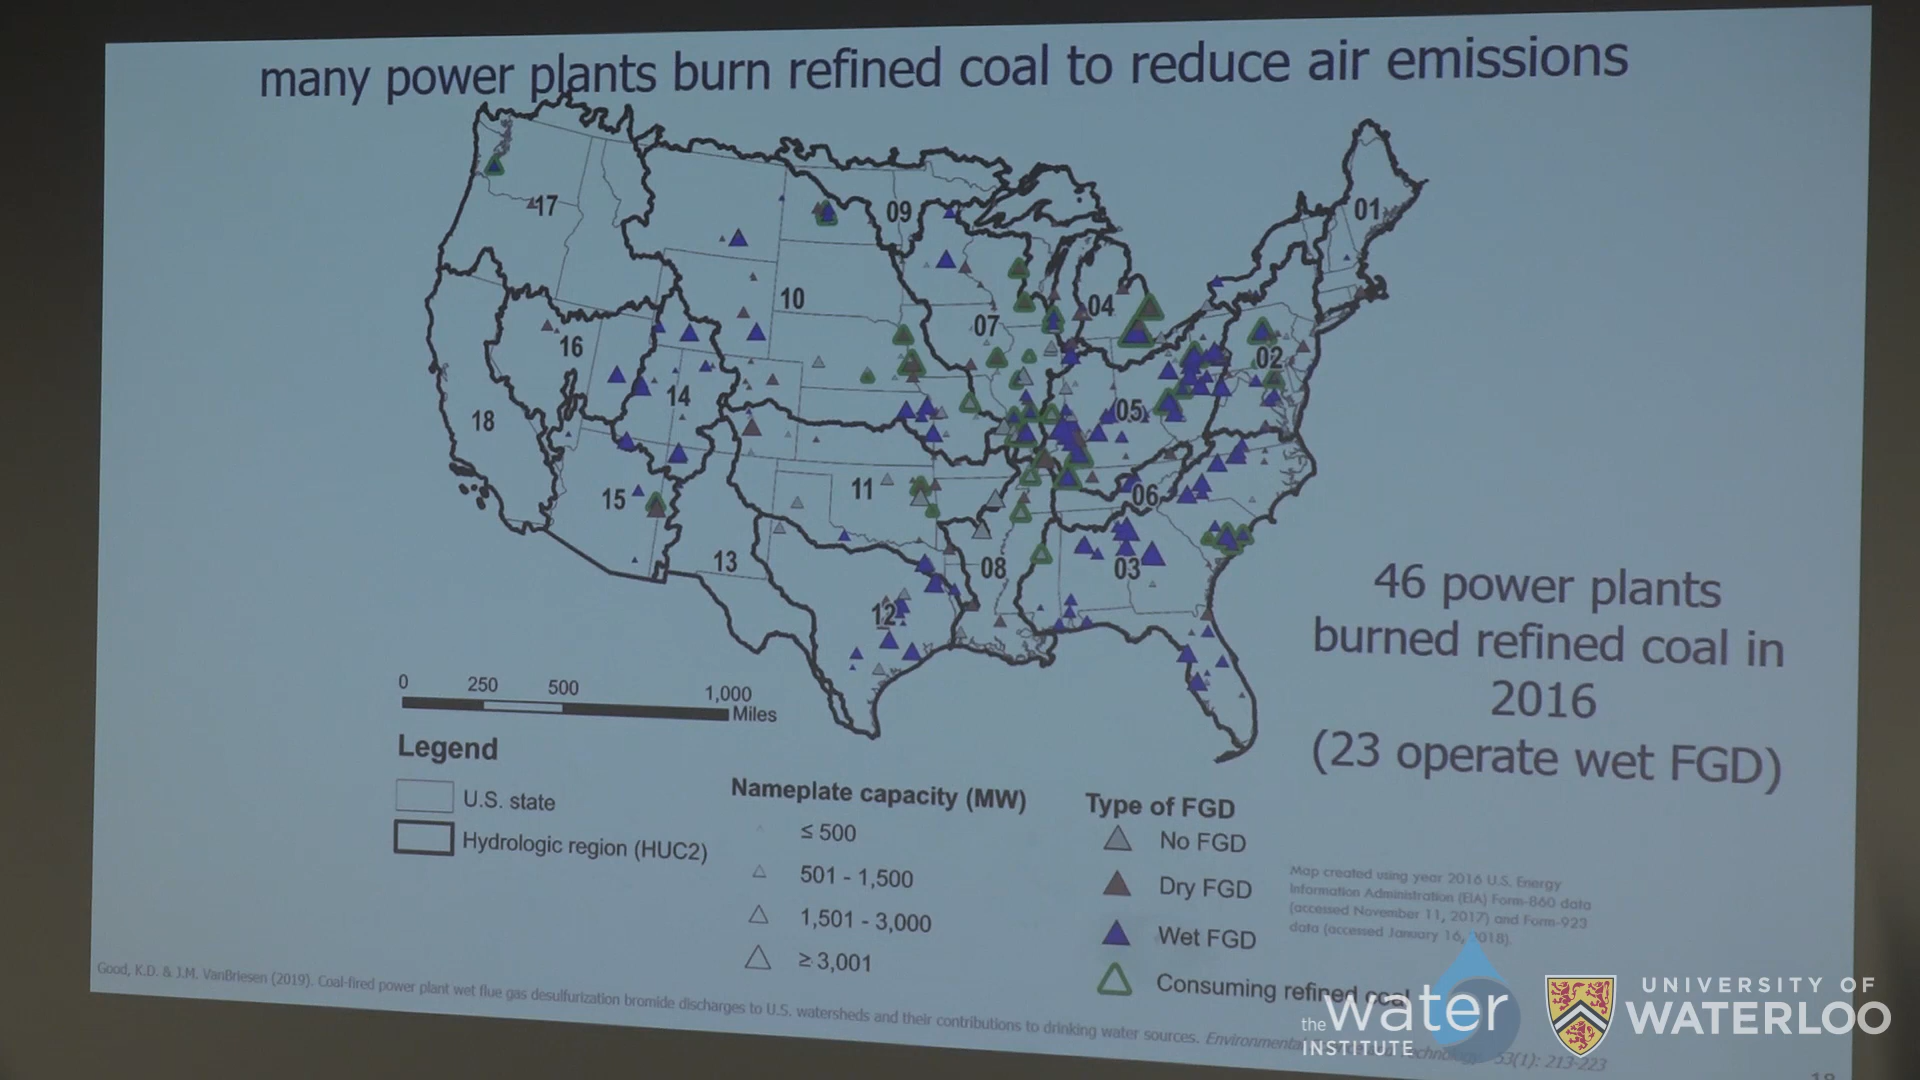 many power plants burn refined coal to reduce air emissions
17
09
01
10
04
07
16
02
14
05
18
15
11
06
13
08
03
12
46 power plants
burned refined coal in
2016
(23 operate wet FGD)
0 250 500 1,000
Miles
Legend
U.S. state
Hydrologic region (HUC2)
Nameplate capacity (MW)
≤ 500
501 - 1,500
1,501 - 3,000
≥ 3,001
Type of FGD
No FGD
Dry FGD
Wet FGD
Consuming refined coal
Map created using year 2016 U.S. Energy
Information Administration (EIA) Form-860 data
(accessed November 11, 2017) and Form-923
data (accessed January 16, 2018).
Good, K.D. & J.M. VanBriesen (2019). Coal-fired power plant wet flue gas desulfurization bromide discharges to U.S. watersheds and their contributions to drinking water sources. Environmental 53(1): 213-223
the water
INSTITUTE
UNIVERSITY OF
WATERLOO